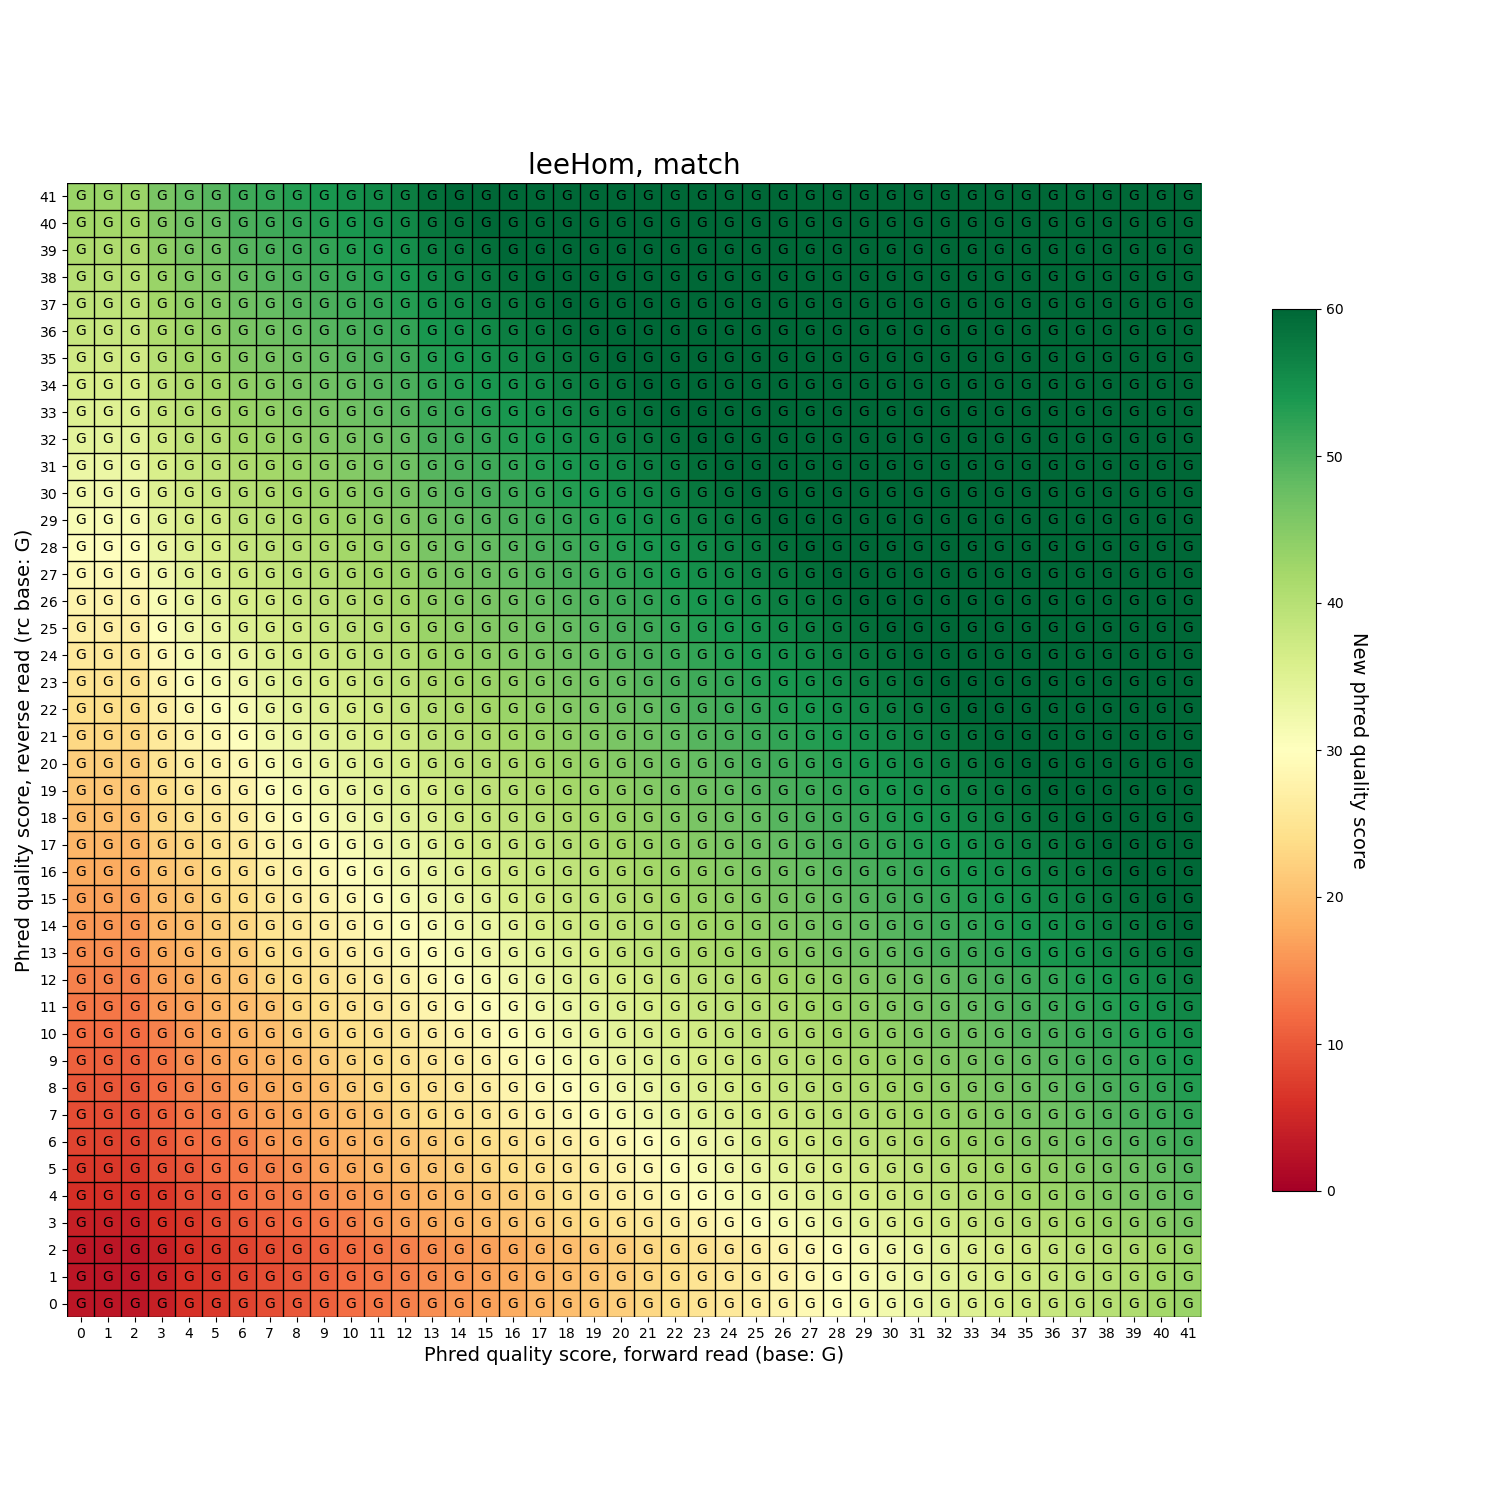 leeHom, match
41 G G G G G G G G G G G G G G G G G G G G G G G G G G G G G G G G G G G G G G G G G G
40 G G G G G G G G G G G G G G G G G G G G G G G G G G G G G G G G G G G G G G G G G G
39 G G G G G G G G G G G G G G G G G G G G G G G G G G G G G G G G G G G G G G G G G G
38 G G G G G G G G G G G G G G G G G G G G G G G G G G G G G G G G G G G G G G G G G G
37 G G G G G G G G G G G G G G G G G G G G G G G G G G G G G G G G G G G G G G G G G G
36 G G G G G G G G G G G G G G G G G G G G G G G G G G G G G G G G G G G G G G G G G G
35 G G G G G G G G G G G G G G G G G G G G G G G G G G G G G G G G G G G G G G G G G G
34 G G G G G G G G G G G G G G G G G G G G G G G G G G G G G G G G G G G G G G G G G G
33 G G G G G G G G G G G G G G G G G G G G G G G G G G G G G G G G G G G G G G G G G G
32 G G G G G G G G G G G G G G G G G G G G G G G G G G G G G G G G G G G G G G G G G G
31 G G G G G G G G G G G G G G G G G G G G G G G G G G G G G G G G G G G G G G G G G G
30 G G G G G G G G G G G G G G G G G G G G G G G G G G G G G G G G G G G G G G G G G G
29 G G G G G G G G G G G G G G G G G G G G G G G G G G G G G G G G G G G G G G G G G G
28 G G G G G G G G G G G G G G G G G G G G G G G G G G G G G G G G G G G G G G G G G G
27 G G G G G G G G G G G G G G G G G G G G G G G G G G G G G G G G G G G G G G G G G G
26 G G G G G G G G G G G G G G G G G G G G G G G G G G G G G G G G G G G G G G G G G G
25 G G G G G G G G G G G G G G G G G G G G G G G G G G G G G G G G G G G G G G G G G G
24 G G G G G G G G G G G G G G G G G G G G G G G G G G G G G G G G G G G G G G G G G G
23 G G G G G G G G G G G G G G G G G G G G G G G G G G G G G G G G G G G G G G G G G G
22 G G G G G G G G G G G G G G G G G G G G G G G G G G G G G G G G G G G G G G G G G G
21 G G G G G G G G G G G G G G G G G G G G G G G G G G G G G G G G G G G G G G G G G G
20 G G G G G G G G G G G G G G G G G G G G G G G G G G G G G G G G G G G G G G G G G G
19 G G G G G G G G G G G G G G G G G G G G G G G G G G G G G G G G G G G G G G G G G G
18 G G G G G G G G G G G G G G G G G G G G G G G G G G G G G G G G G G G G G G G G G G
17 G G G G G G G G G G G G G G G G G G G G G G G G G G G G G G G G G G G G G G G G G G
16 G G G G G G G G G G G G G G G G G G G G G G G G G G G G G G G G G G G G G G G G G G
15 G G G G G G G G G G G G G G G G G G G G G G G G G G G G G G G G G G G G G G G G G G
14 G G G G G G G G G G G G G G G G G G G G G G G G G G G G G G G G G G G G G G G G G G
13 G G G G G G G G G G G G G G G G G G G G G G G G G G G G G G G G G G G G G G G G G G
12 G G G G G G G G G G G G G G G G G G G G G G G G G G G G G G G G G G G G G G G G G G
11 G G G G G G G G G G G G G G G G G G G G G G G G G G G G G G G G G G G G G G G G G G
10 G G G G G G G G G G G G G G G G G G G G G G G G G G G G G G G G G G G G G G G G G G
9 G G G G G G G G G G G G G G G G G G G G G G G G G G G G G G G G G G G G G G G G G G
8 G G G G G G G G G G G G G G G G G G G G G G G G G G G G G G G G G G G G G G G G G G
7 G G G G G G G G G G G G G G G G G G G G G G G G G G G G G G G G G G G G G G G G G G
6 G G G G G G G G G G G G G G G G G G G G G G G G G G G G G G G G G G G G G G G G G G
5 G G G G G G G G G G G G G G G G G G G G G G G G G G G G G G G G G G G G G G G G G G
4 G G G G G G G G G G G G G G G G G G G G G G G G G G G G G G G G G G G G G G G G G G
3 G G G G G G G G G G G G G G G G G G G G G G G G G G G G G G G G G G G G G G G G G G
2 G G G G G G G G G G G G G G G G G G G G G G G G G G G G G G G G G G G G G G G G G G
1 G G G G G G G G G G G G G G G G G G G G G G G G G G G G G G G G G G G G G G G G G G
0 G G G G G G G G G G G G G G G G G G G G G G G G G G G G G G G G G G G G G G G G G G
0 1 2 3 4 5 6 7 8 9 10 11 12 13 14 15 16 17 18 19 20 21 22 23 24 25 26 27 28 29 30 31 32 33 34 35 36 37 38 39 40 41
Phred quality score, forward read (base: G)
Phred quality score, reverse read (rc base: G)
60
50
40
30
20
10
0
New phred quality score